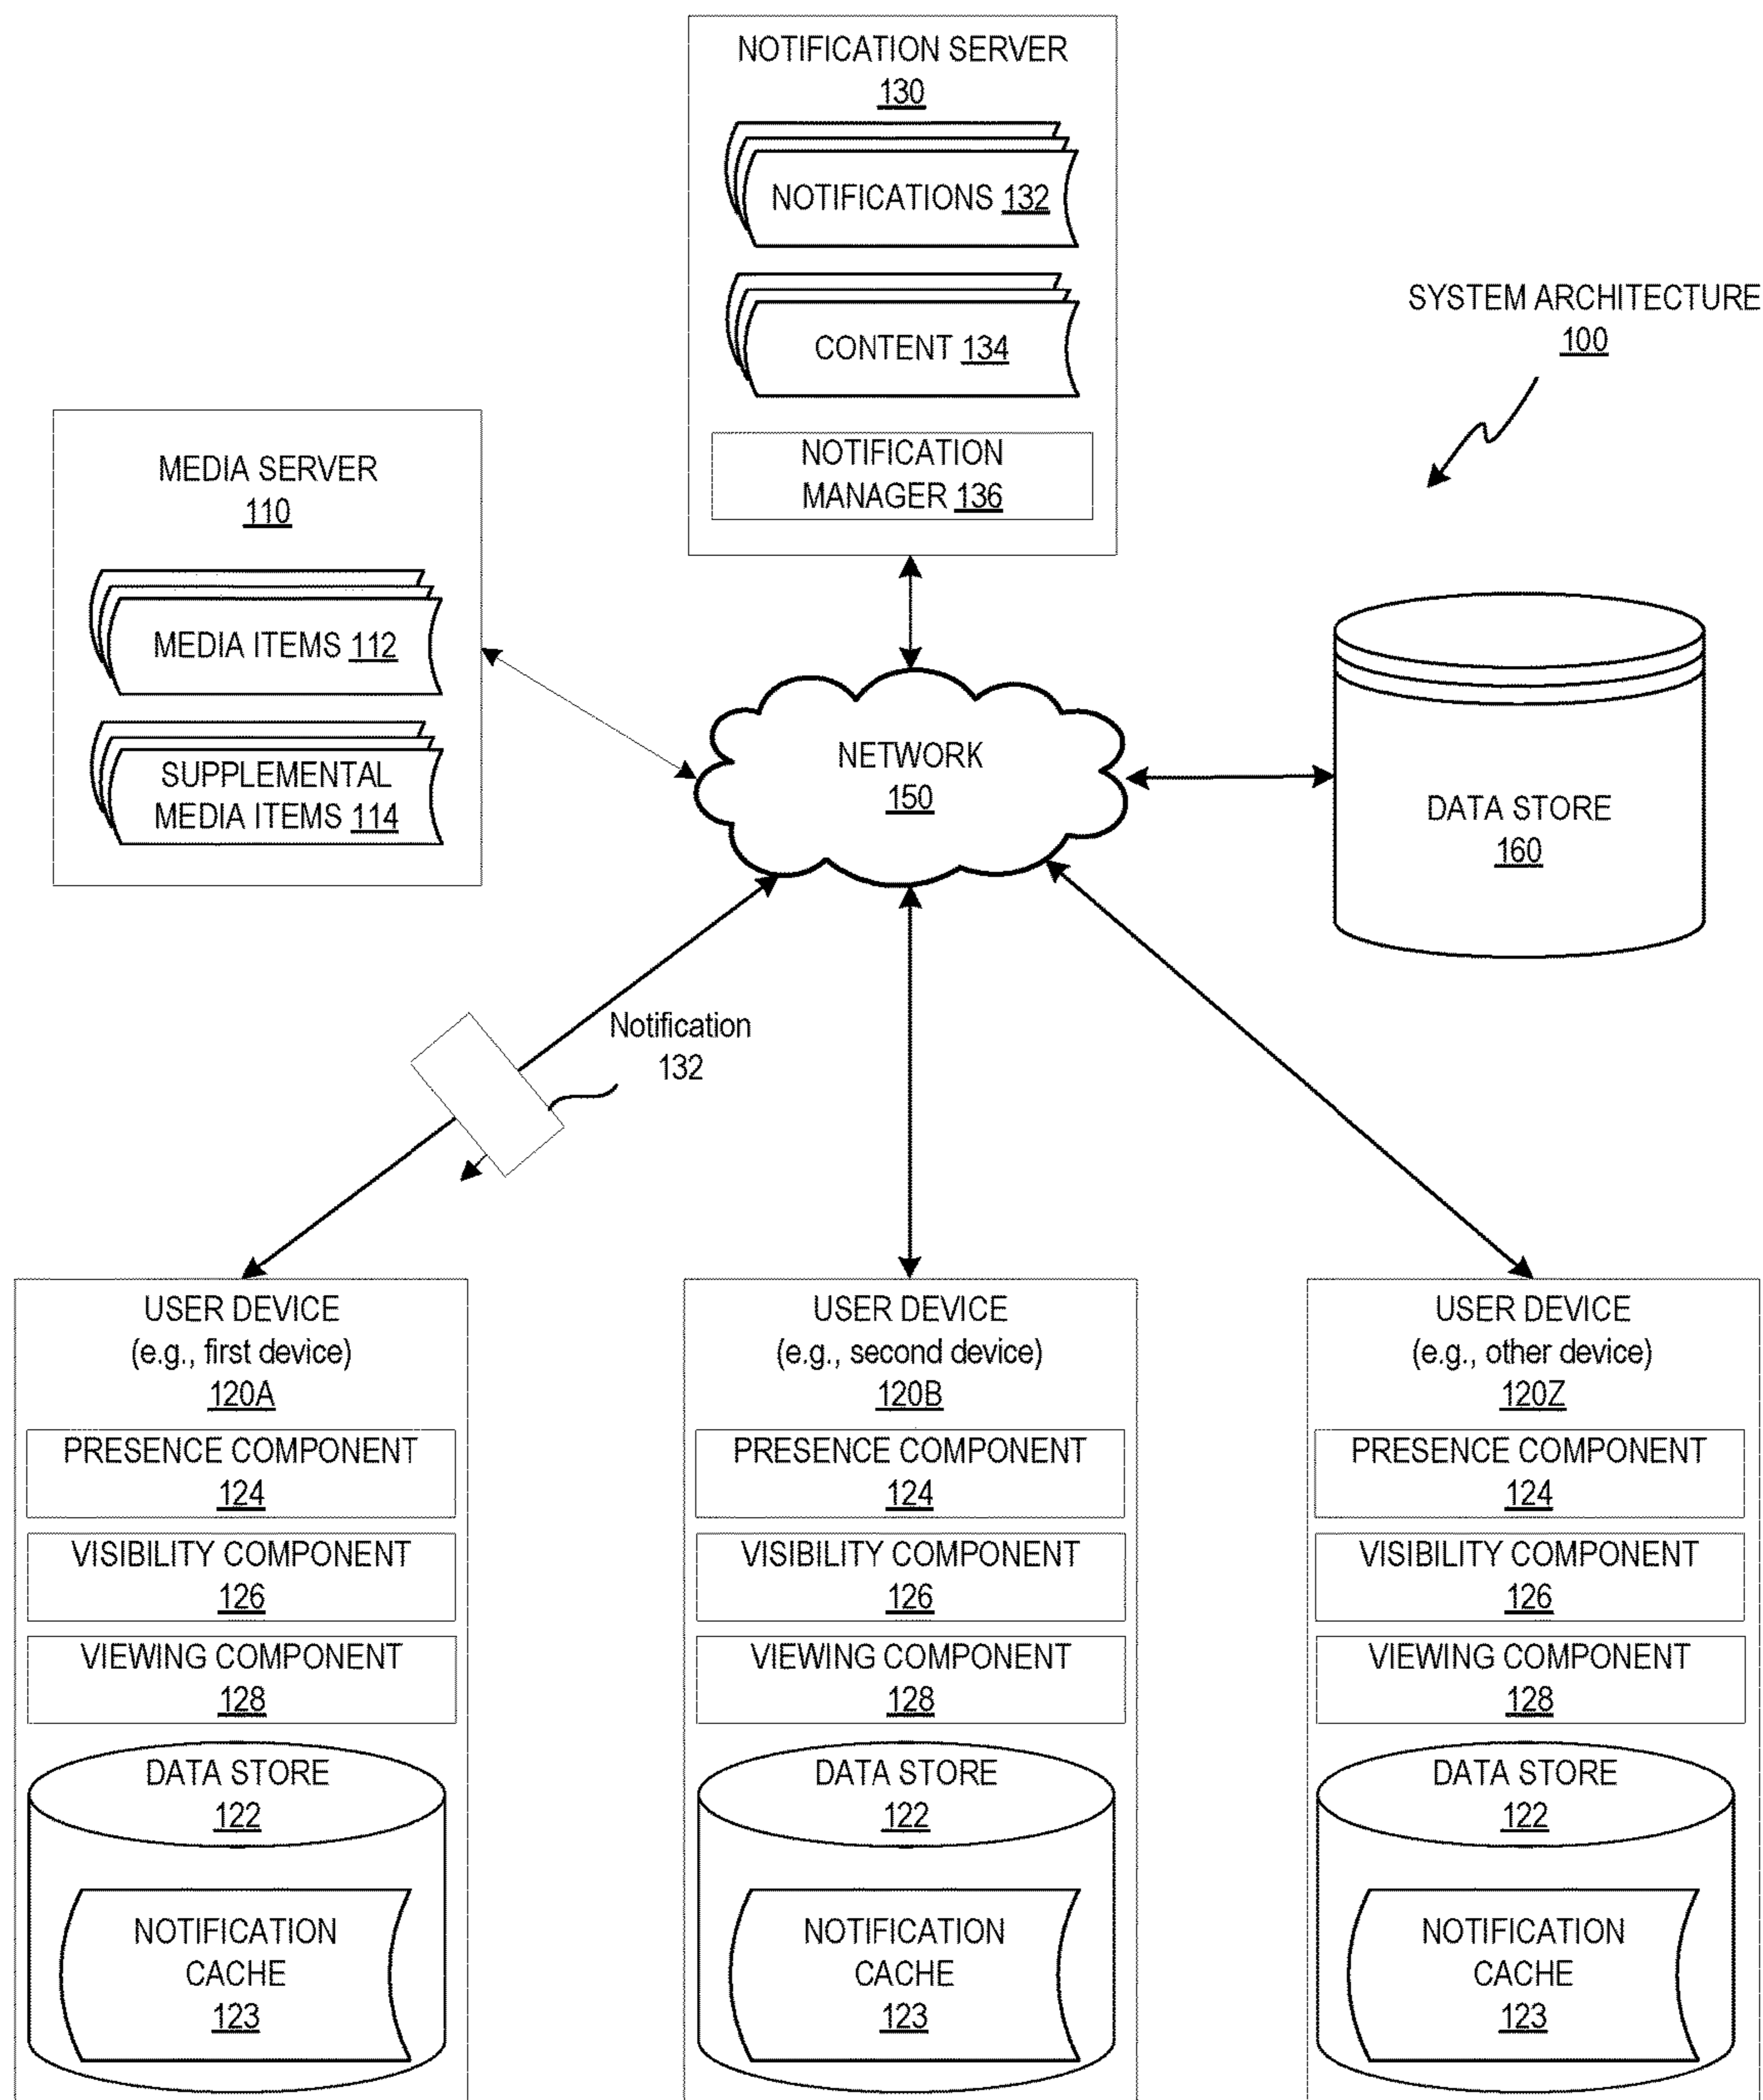 NOTIFICATION SERVER
130
NOTIFICATIONS 132
CONTENT 134
NOTIFICATION
MANAGER 136
SYSTEM ARCHITECTURE
100
MEDIA SERVER
110
MEDIA ITEMS 112
SUPPLEMENTAL
MEDIA ITEMS 114
NETWORK
150
DATA STORE
160
Notification
132
USER DEVICE
(e.g., first device)
120A
PRESENCE COMPONENT
124
VISIBILITY COMPONENT
126
VIEWING COMPONENT
128
DATA STORE
122
NOTIFICATION
CACHE
123
USER DEVICE
(e.g., second device)
120B
PRESENCE COMPONENT
124
VISIBILITY COMPONENT
126
VIEWING COMPONENT
128
DATA STORE
122
NOTIFICATION
CACHE
123
USER DEVICE
(e.g., other device)
120Z
PRESENCE COMPONENT
124
VISIBILITY COMPONENT
126
VIEWING COMPONENT
128
DATA STORE
122
NOTIFICATION
CACHE
123